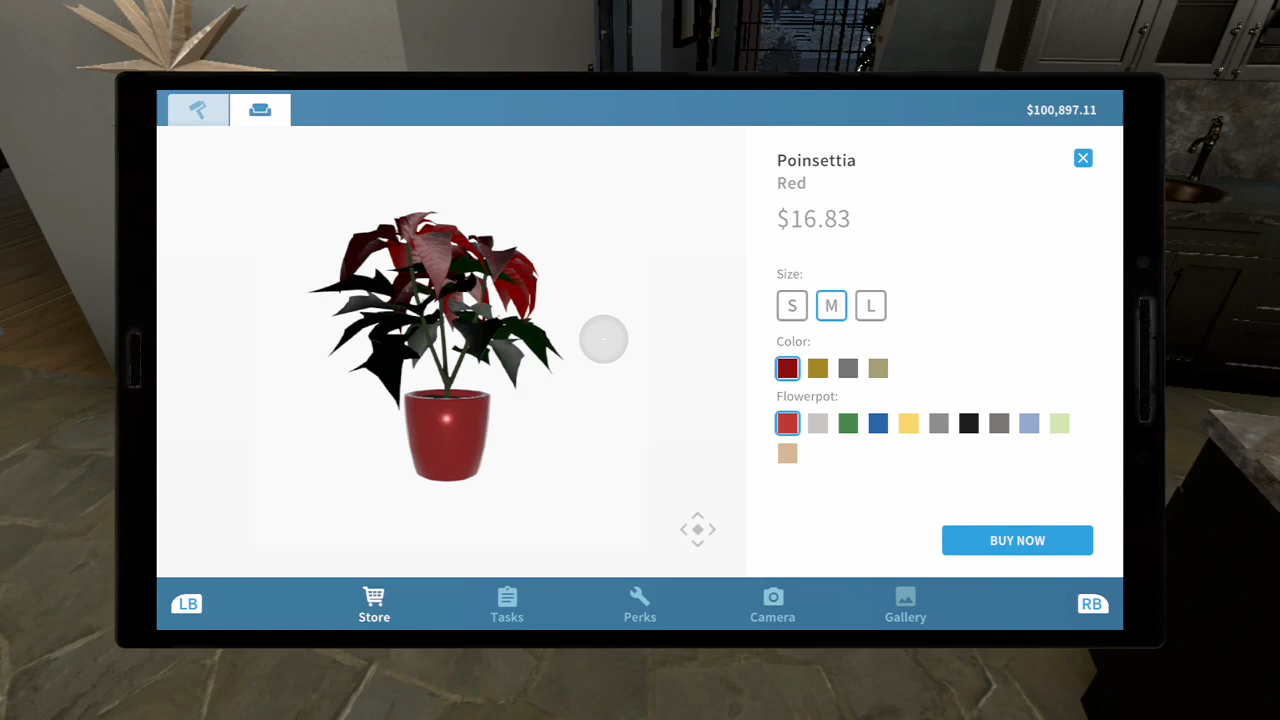 $100,897.11
Poinsettia
Red
$16.83
Size:
S M L
Color:
Flowerpot:
BUY NOW
LB Store Tasks Perks Camera Gallery RB